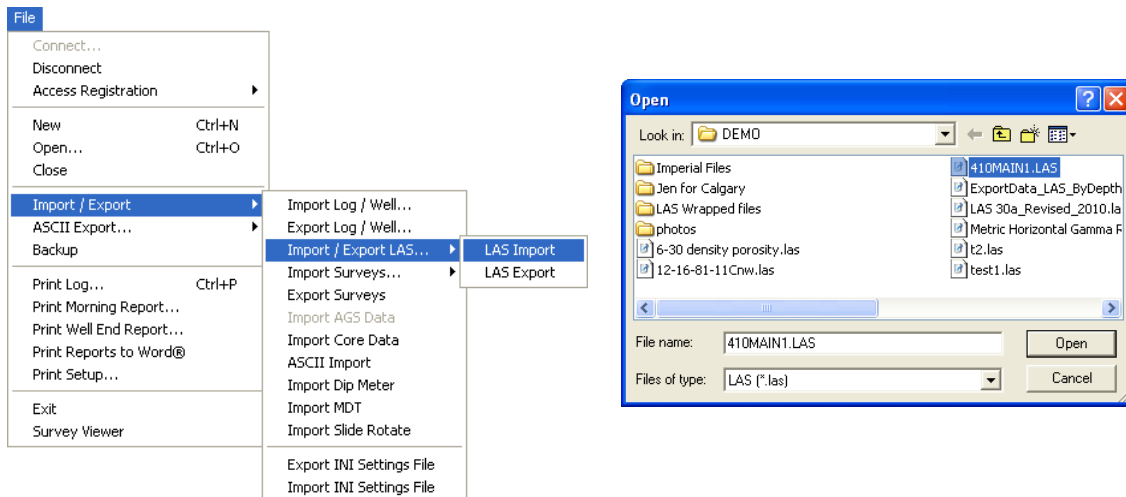 File
Connect...
Disconnect
Access Registration
New Ctrl+N
Open... Ctrl+O
Close
Import / Export
ASCII Export...
Backup
Print Log... Ctrl+P
Print Morning Report...
Print Well End Report...
Print Reports to Word®
Print Setup...
Exit
Survey Viewer
Import Log / Well...
Export Log / Well...
Import / Export LAS...
Import Surveys...
Export Surveys
Import AGS Data
Import Core Data
ASCII Import
Import Dip Meter
Import MDT
Import Slide Rotate
Export INI Settings File
Import INI Settings File
LAS Import
LAS Export
Open
Look in: DEMO
Imperial Files
Jen for Calgary
LAS Wrapped files
photos
6-30 density porosity.las
12-16-81-11Cnw.las
410MAIN1.LAS
ExportData_LAS_ByDepth
LAS 30a_Revised_2010.la
Metric Horizontal Gamma R
t2.las
test1.las
File name: 410MAIN1.LAS Open
Files of type: LAS (*.las) Cancel